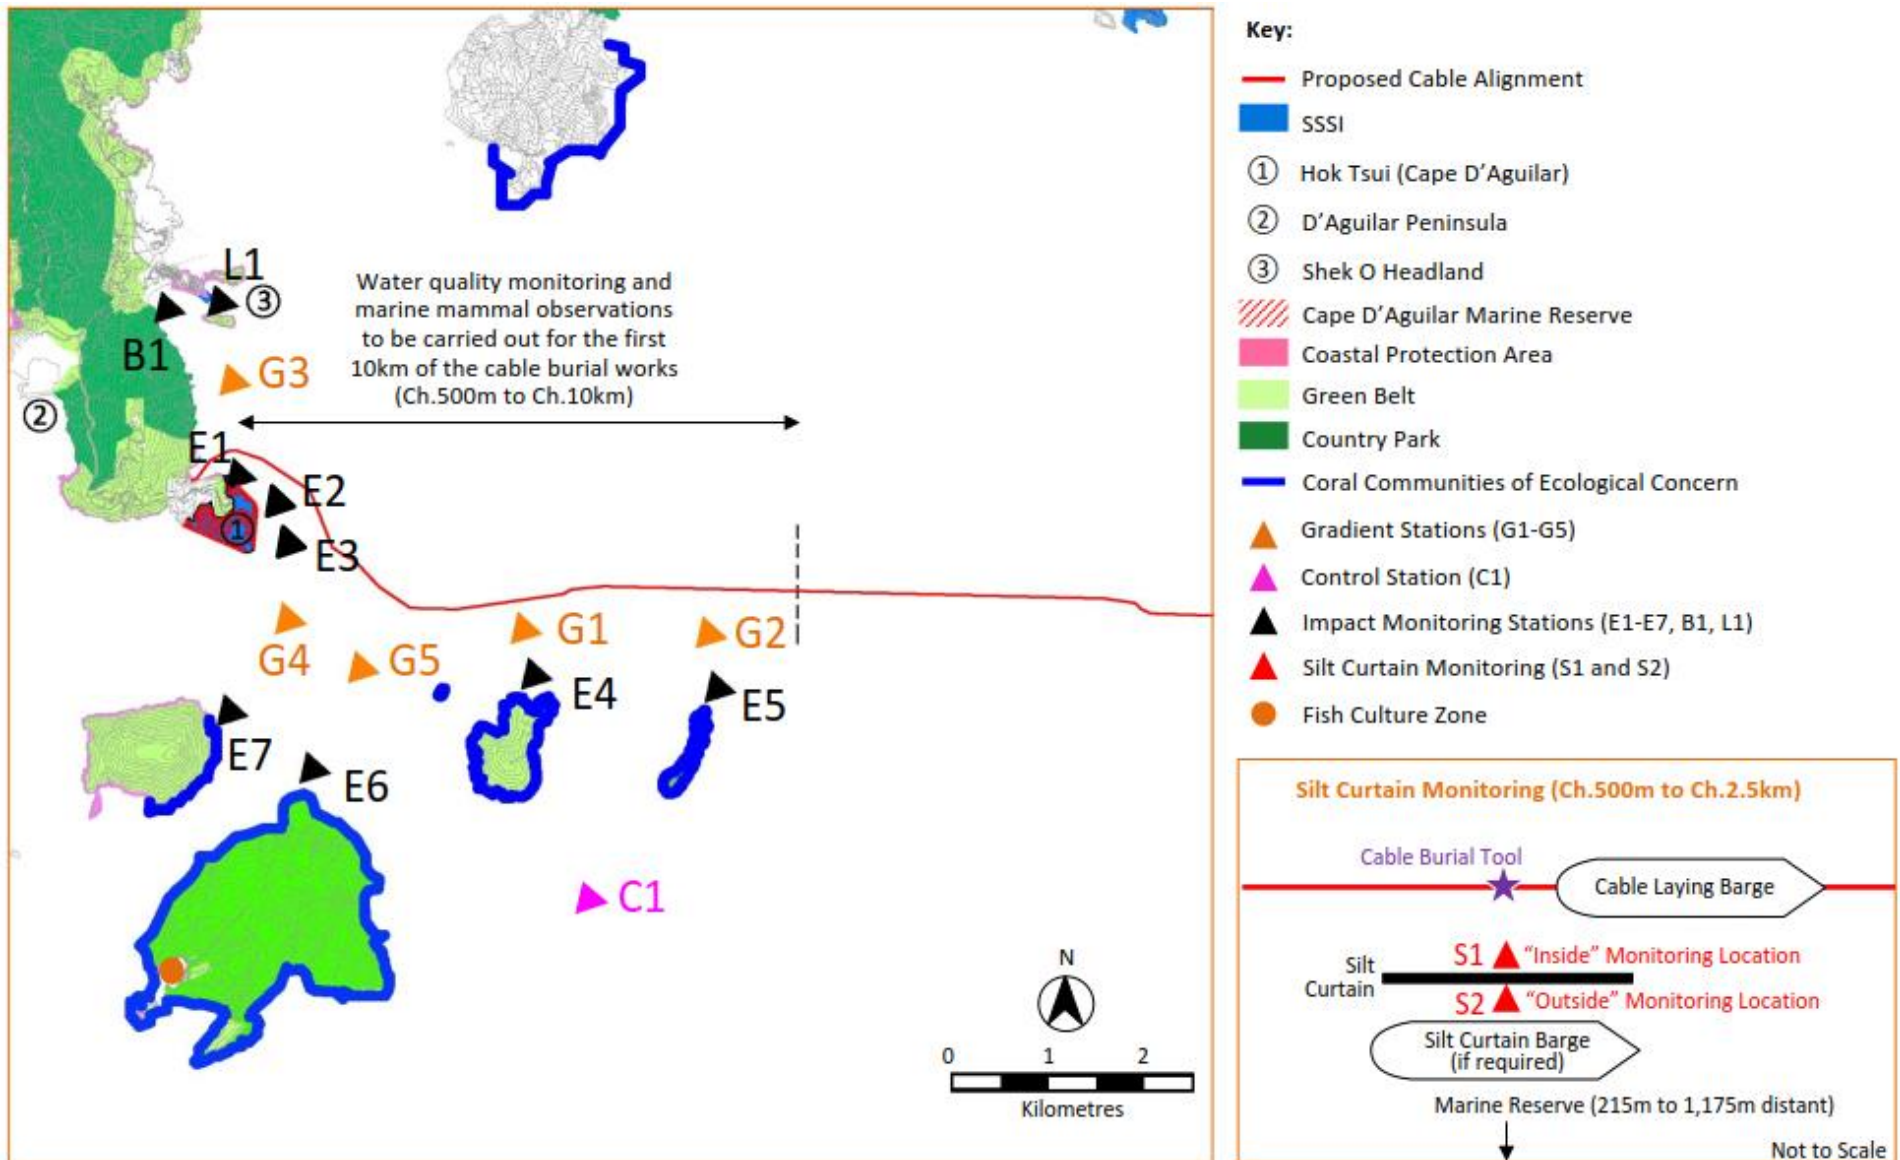 L1
③
B1
G3
②
Water quality monitoring and
marine mammal observations
to be carried out for the first
10km of the cable burial works
(Ch.500m to Ch.10km)
E1
E2
①
E3
G4
G5
G1
G2
E4
E5
E7
E6
C1
N
0 1 2
Kilometres
Key:
Proposed Cable Alignment
SSSI
① Hok Tsui (Cape D'Aguilar)
② D'Aguilar Peninsula
③ Shek O Headland
Cape D'Aguilar Marine Reserve
Coastal Protection Area
Green Belt
Country Park
Coral Communities of Ecological Concern
Gradient Stations (G1-G5)
Control Station (C1)
Impact Monitoring Stations (E1-E7, B1, L1)
Silt Curtain Monitoring (S1 and S2)
Fish Culture Zone
Silt Curtain Monitoring (Ch.500m to Ch.2.5km)
Cable Burial Tool
Cable Laying Barge
S1 "Inside" Monitoring Location
Silt
Curtain
S2 "Outside" Monitoring Location
Silt Curtain Barge
(if required)
Marine Reserve (215m to 1,175m distant)
Not to Scale